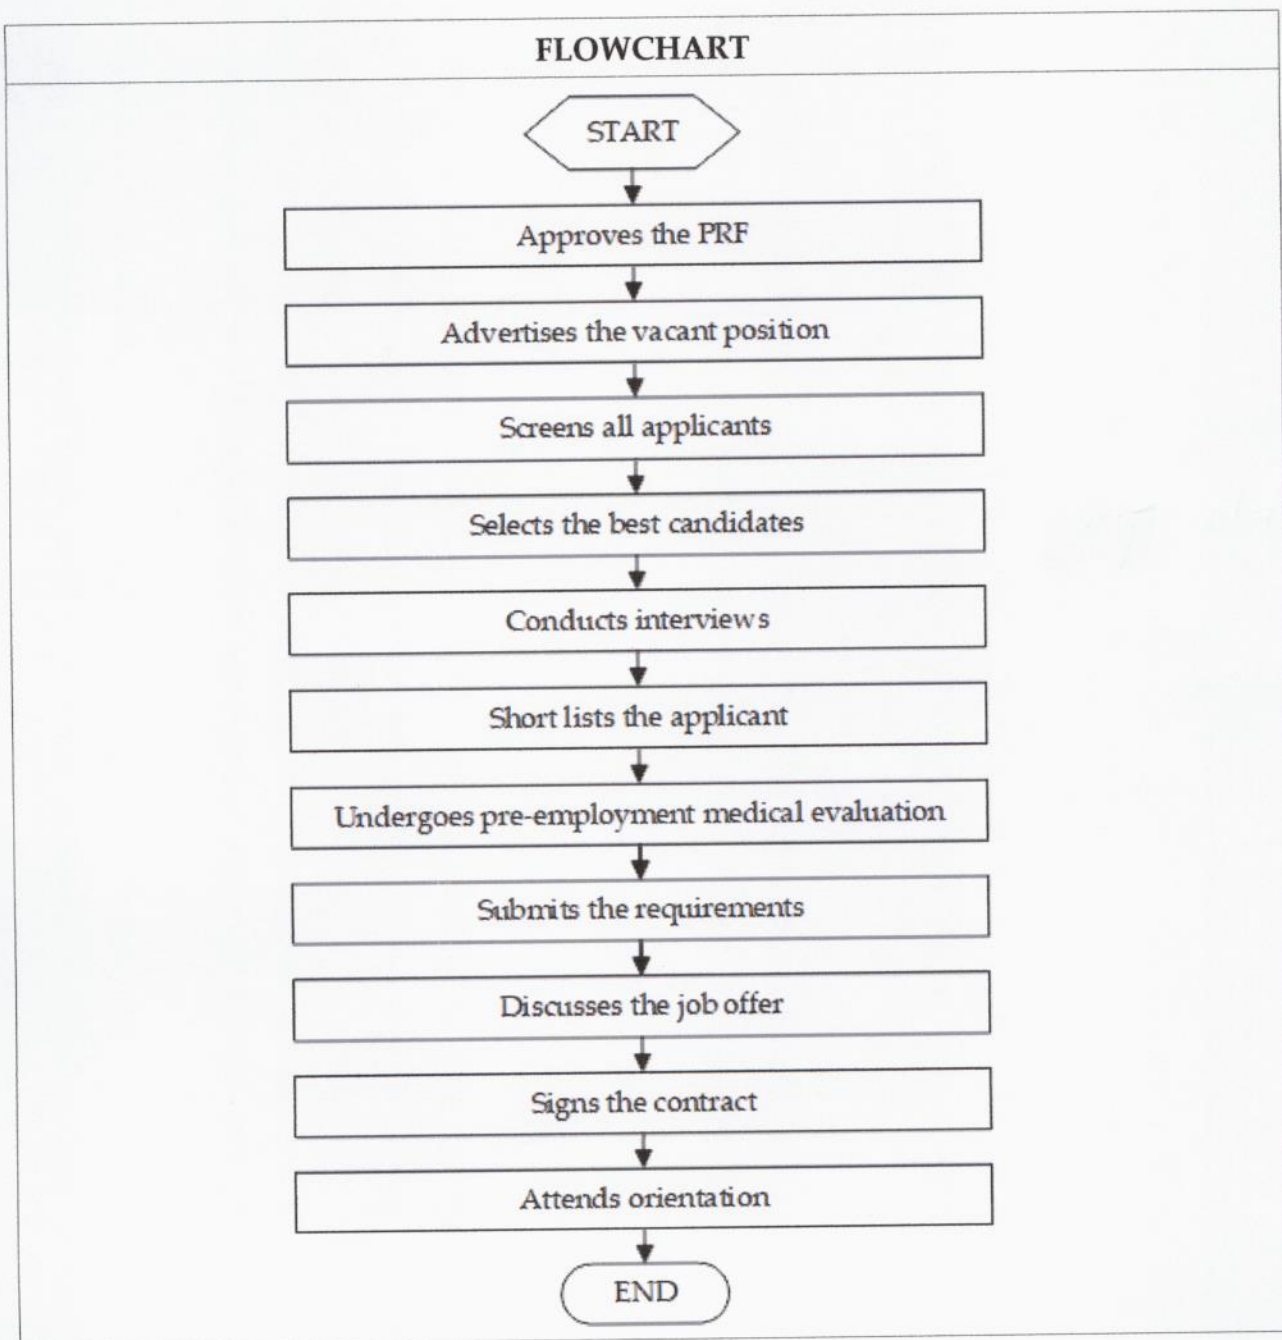 FLOWCHART
START
Approves the PRF
Advertises the vacant position
Screens all applicants
Selects the best candidates
Conducts interviews
Short lists the applicant
Undergoes pre-employment medical evaluation
Submits the requirements
Discusses the job offer
Signs the contract
Attends orientation
END